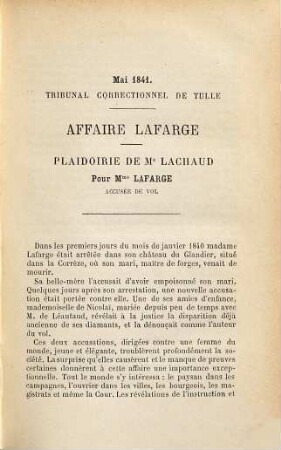 Mai 1841.
TRIBUNAL CORRECTIONNEL DE TULLE
AFFAIRE LAFARGE
PLAIDOIRIE DE Me LACHAUD
Pour Mme LAFARGE
ACCUSÉE DE VOL
Dans les premiers jours du mois de janvier 1840 madame
Lafarge était arrêtée dans son château du Glandier, situé
dans la Corrèze, où son mari, maître de forges, venait de
mourir.
Sa belle-mère l'accusait d'avoir empoisonné son mari.
Quelques jours après son arrestation, une nouvelle accu-
sation était portée contre elle. Une de ses amies d'enfance,
mademoiselle de Nicolaï, mariée depuis peu de temps avec
M. de Léautaud, révélait à la justice la disparition déjà
ancienne de ses diamants, et la dénonçait comme l'auteur
du vol.
Ces deux accusations, dirigées contre une femme du
monde, jeune et élégante, troublèrent profondément la so-
ciété. La surprise qu'elles causèrent et le manque de preuves
certaines donnèrent à cette affaire une importance excep-
tionnelle. Tout le monde s'y intéressa : le paysan dans les
campagnes, l'ouvrier dans les villes, les bourgeois, les ma-
gistrats et même la Cour. Les révélations de l'instruction et